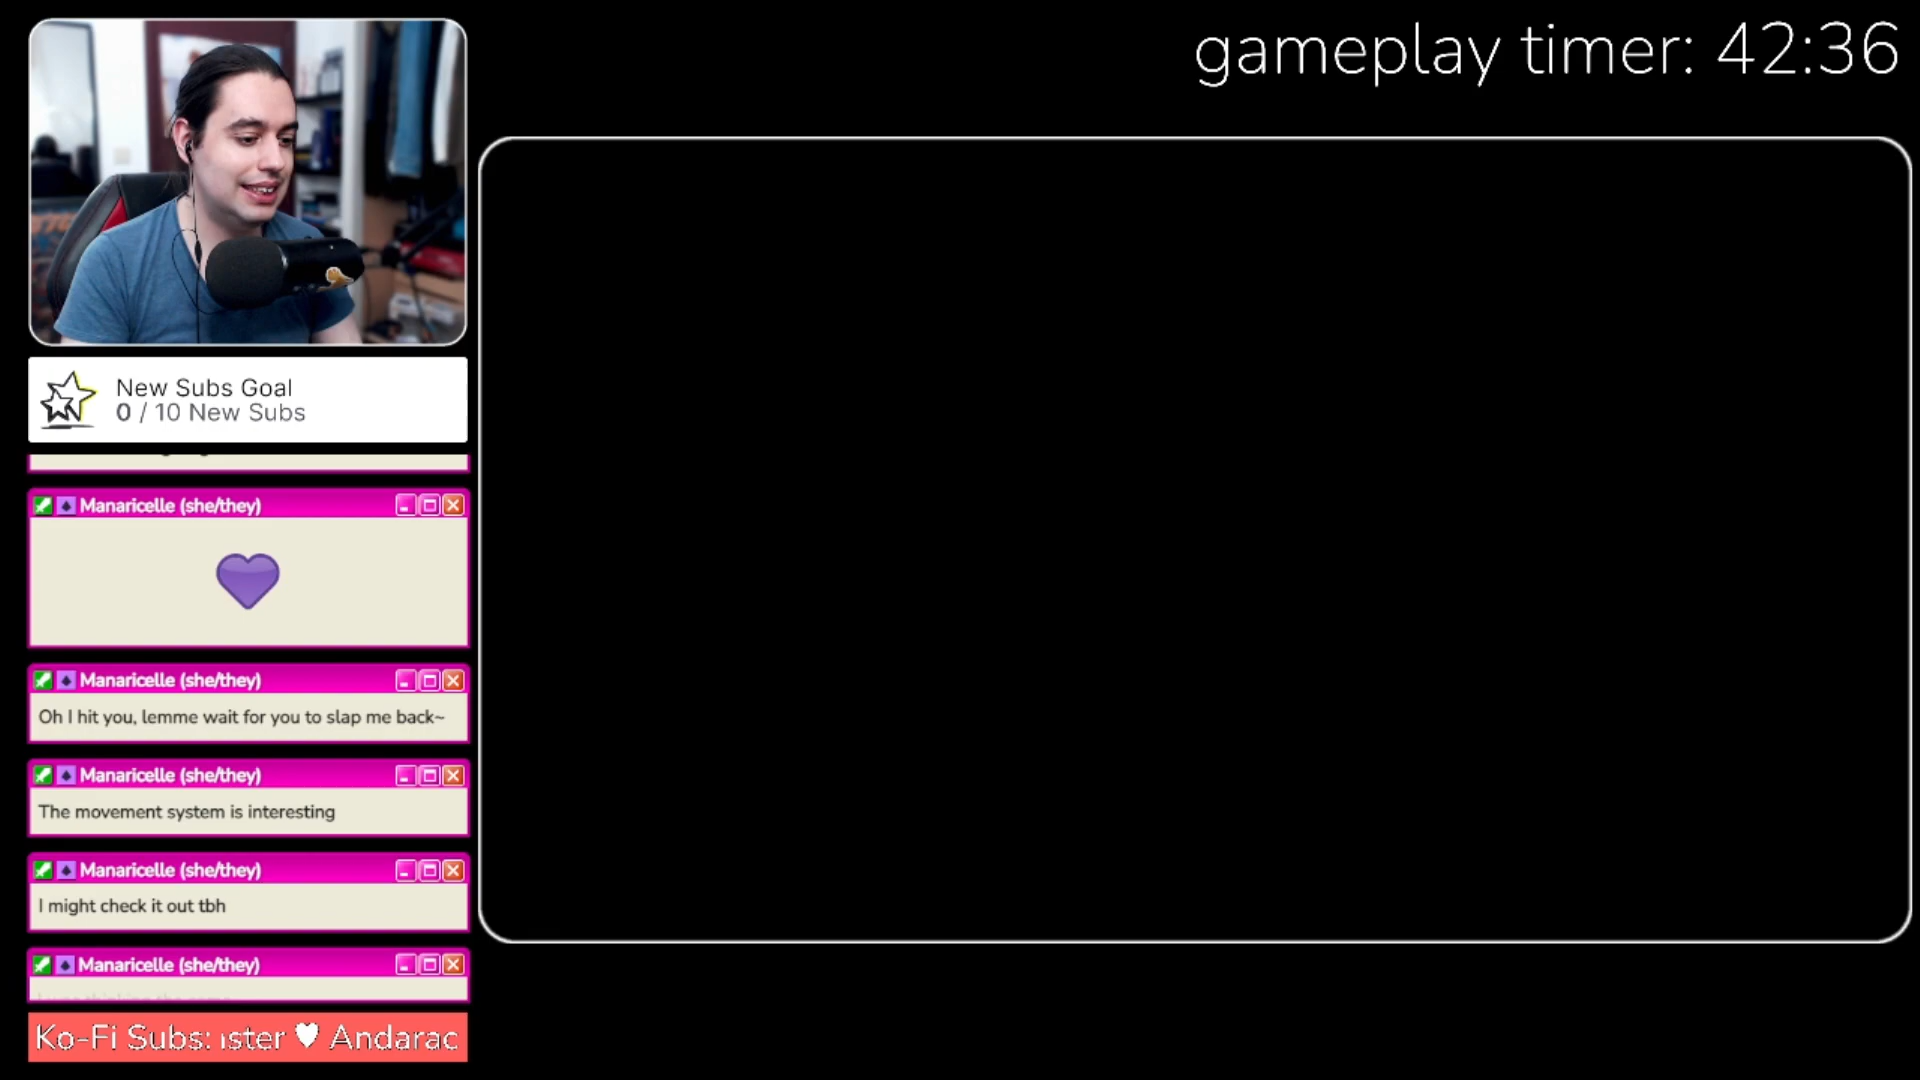 gameplay timer: 42:36
New Subs Goal
0 / 10 New Subs
Manaricelle (she/they)
Manaricelle (she/they)
Oh I hit you, lemme wait for you to slap me back~
Manaricelle (she/they)
The movement system is interesting
Manaricelle (she/they)
I might check it out tbh
Manaricelle (she/they)
Ko-Fi Subs: ster ♥ Andarac